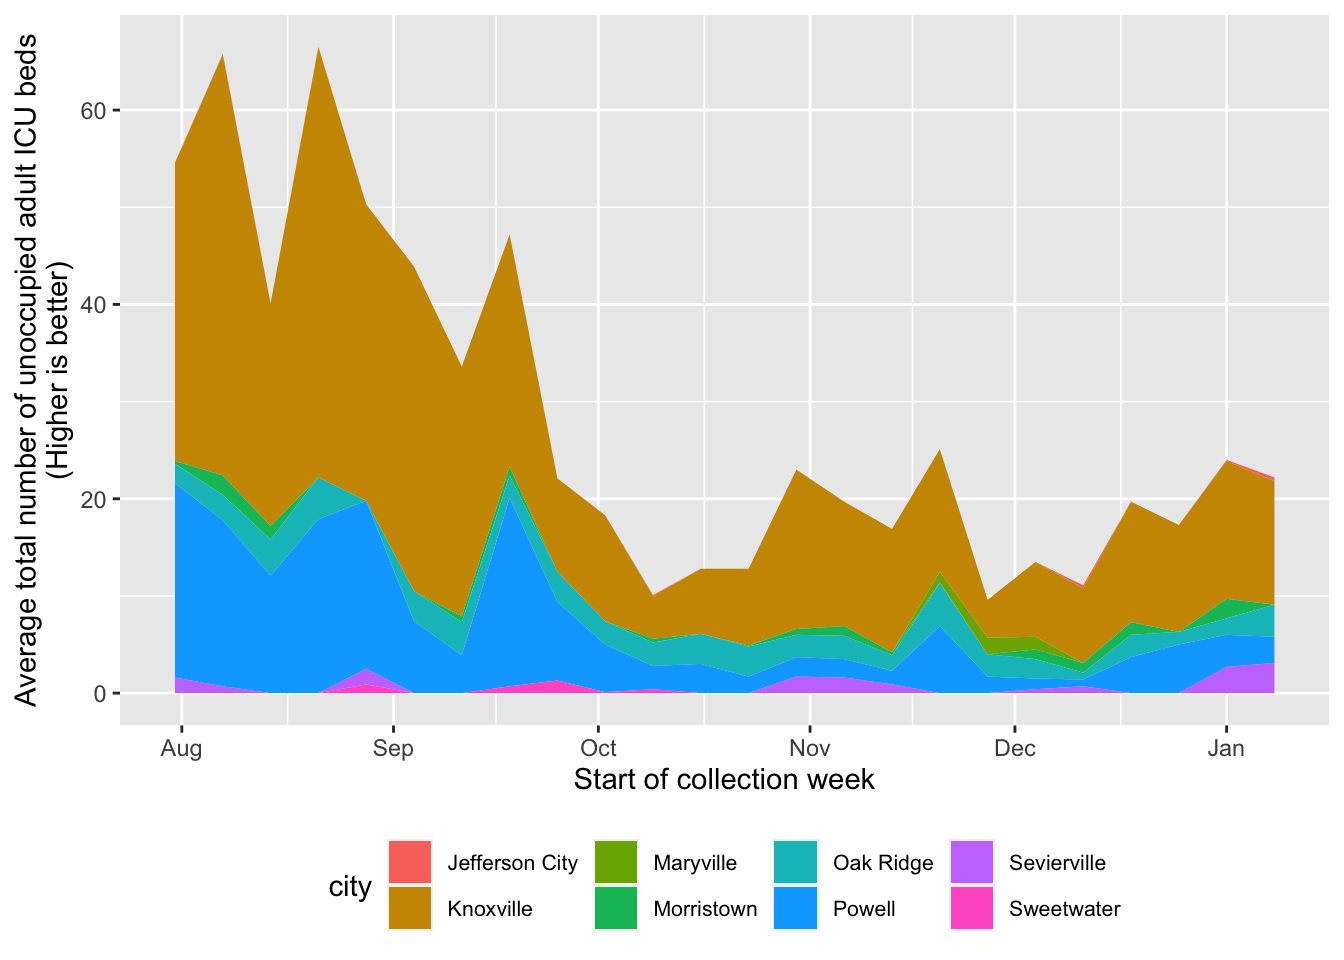 Average total number of unoccupied adult ICU beds
(Higher is better)
60
40
20
0
Aug Sep Oct Nov Dec Jan
Start of collection week
city
Jefferson City Maryville Oak Ridge Sevierville
Knoxville Morristown Powell Sweetwater